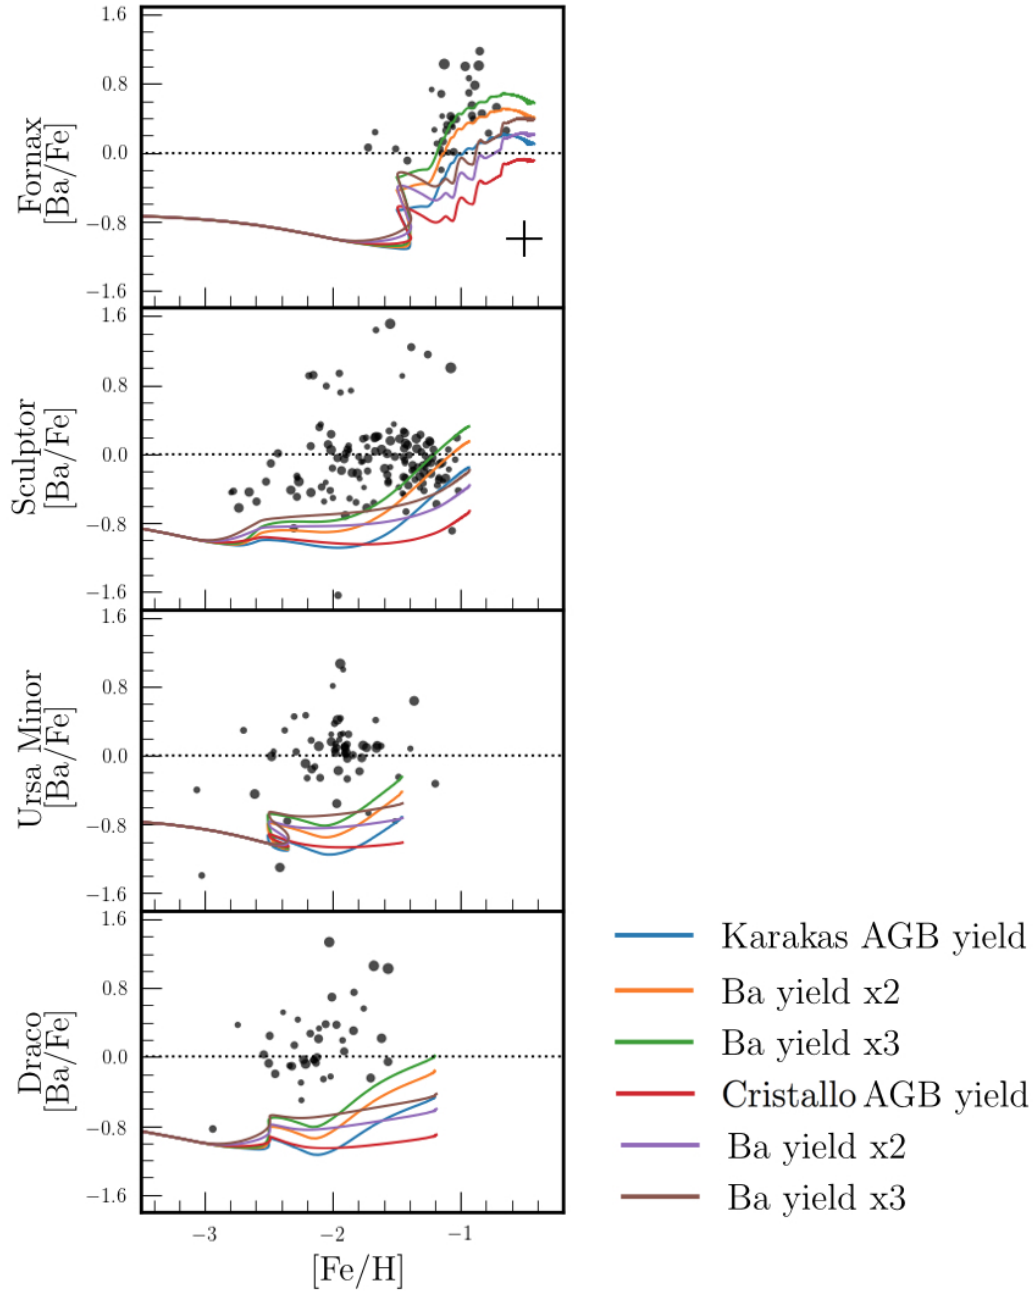 1.6
0.8
0.0
−0.8
−1.6
Fornax
[Ba/Fe]
1.6
0.8
0.0
−0.8
−1.6
Sculptor
[Ba/Fe]
1.6
0.8
0.0
−0.8
−1.6
Ursa Minor
[Ba/Fe]
1.6
0.8
0.0
−0.8
−1.6
Draco
[Ba/Fe]
−3 −2 −1
[Fe/H]
Karakas AGB yield
Ba yield x2
Ba yield x3
Cristallo AGB yield
Ba yield x2
Ba yield x3